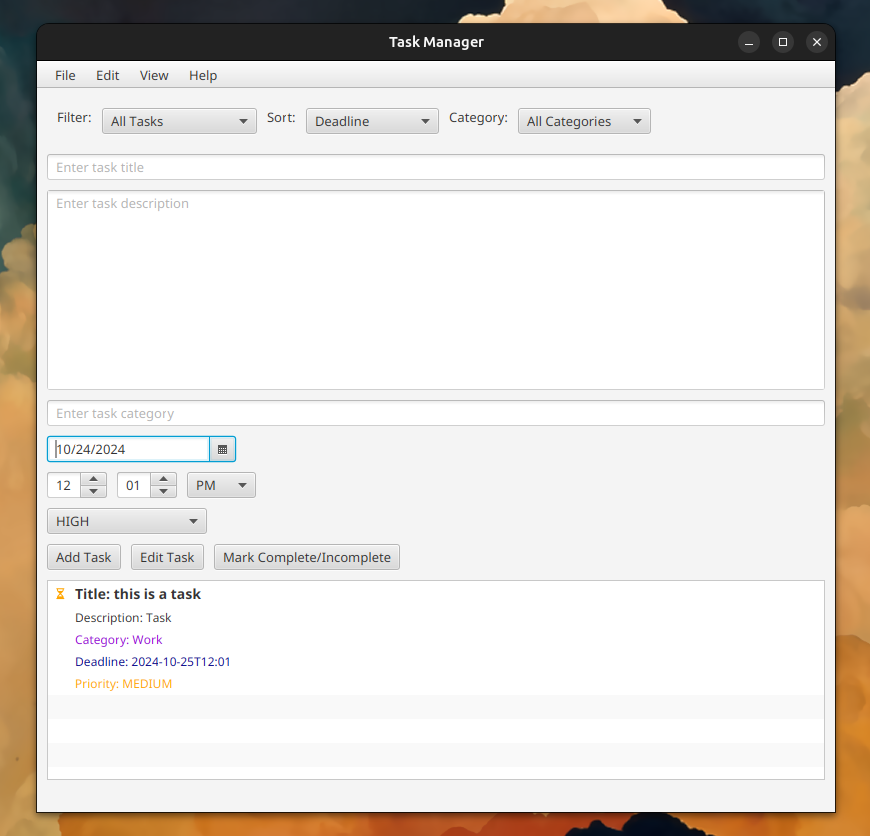 Task Manager
File Edit View Help
Filter: All Tasks Sort: Deadline Category: All Categories
Enter task title
Enter task description
Enter task category
10/24/2024
12 01 PM
HIGH
Add Task Edit Task Mark Complete/Incomplete
Title: this is a task
Description: Task
Category: Work
Deadline: 2024-10-25T12:01
Priority: MEDIUM